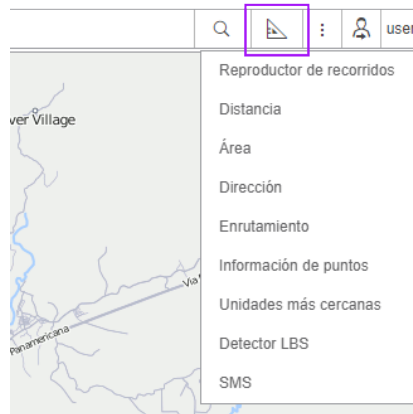 user
Reproductor de recorridos
ver Village
Distancia
Área
Dirección
Enrutamiento
Información de puntos
Vía
Unidades más cercanas
Panamericana
Detector LBS
SMS